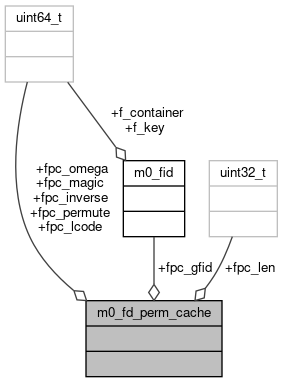 uint64_t
+f_container
+f_key
+fpc_omega
+fpc_magic
+fpc_inverse
+fpc_permute
+fpc_lcode
m0_fid
uint32_t
+fpc_gfid
+fpc_len
m0_fd_perm_cache